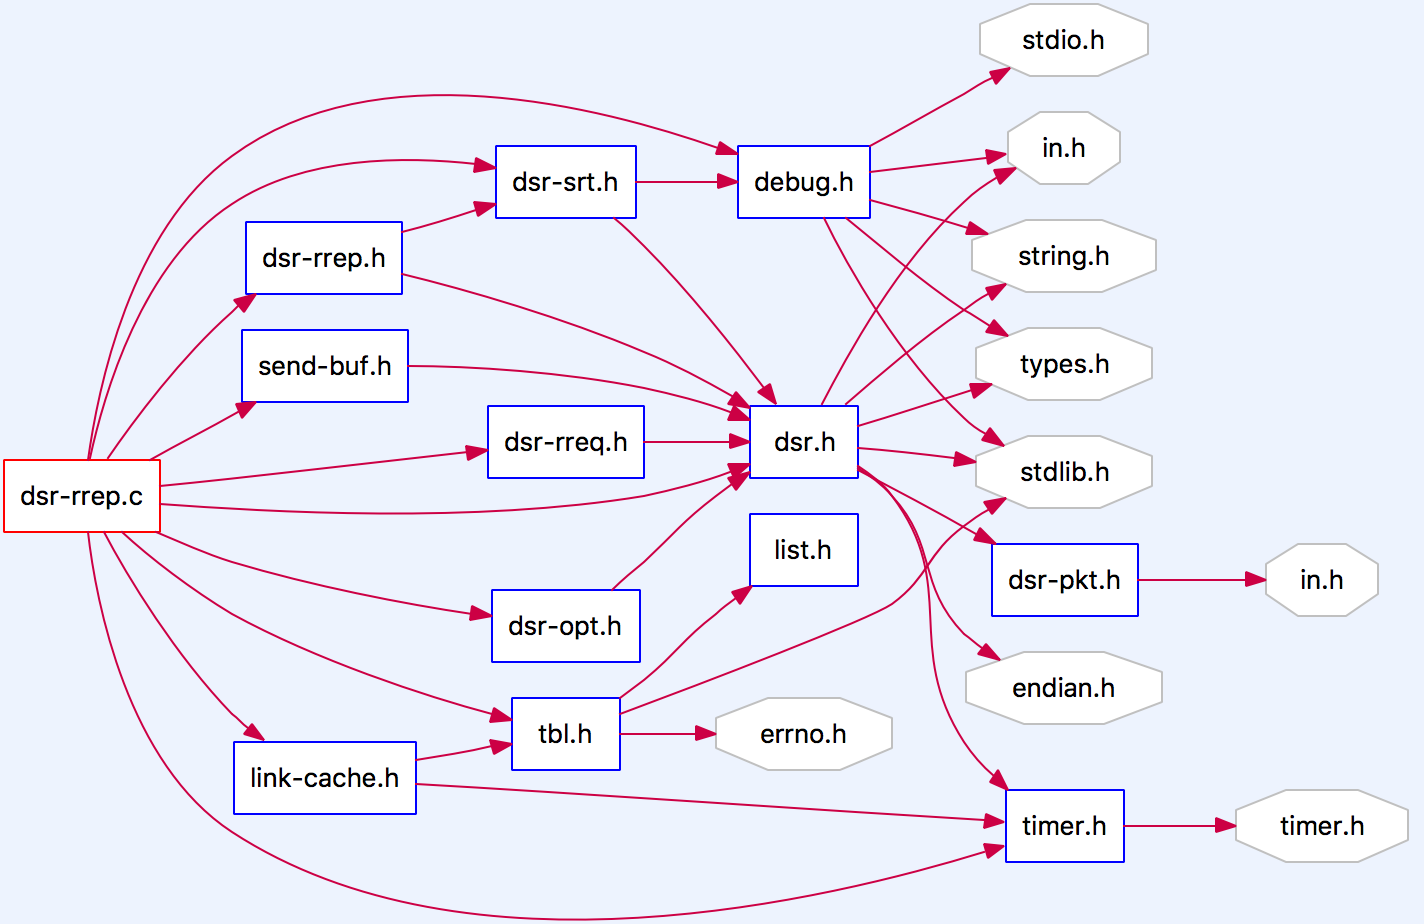 stdio.h
in.h
dsr-srt.h
debug.h
dsr-rrep.h
string.h
send-buf.h
types.h
dsr-rreq.h
dsr.h
stdlib.h
dsr-rrep.c
list.h
dsr-pkt.h
in.h
dsr-opt.h
endian.h
tbl.h
errno.h
link-cache.h
timer.h
timer.h